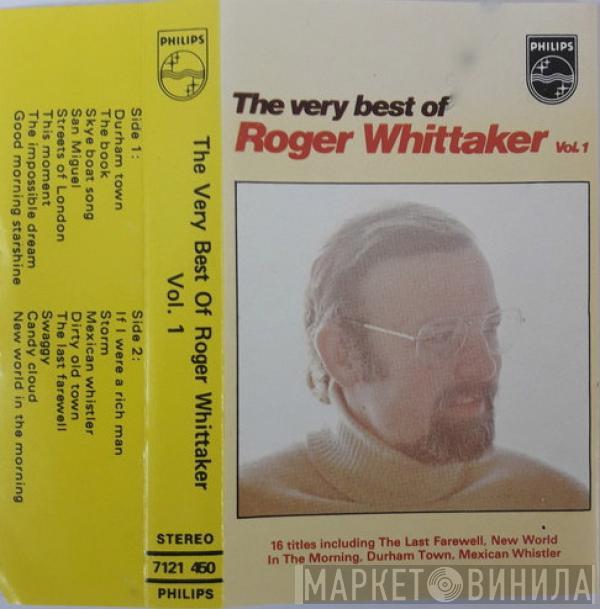 PHILIPS
Side 1:
Durham town
The book
Skye boat song
San Miguel
Streets of London
This moment
The impossible dream
Good morning starshine
Side 2:
If I were a rich man
Storm
Mexican whistler
Dirty old town
The last farewell
Swaggy
Candy cloud
New world in the morning
The Very Best Of Roger Whittaker
Vol. 1
STEREO
7121 450
PHILIPS
PHILIPS
The very best of
Roger Whittaker Vol. 1
16 titles including The Last Farewell, New World
In The Morning, Durham Town, Mexican Whistler
МАРКЕТ ВИНИЛА